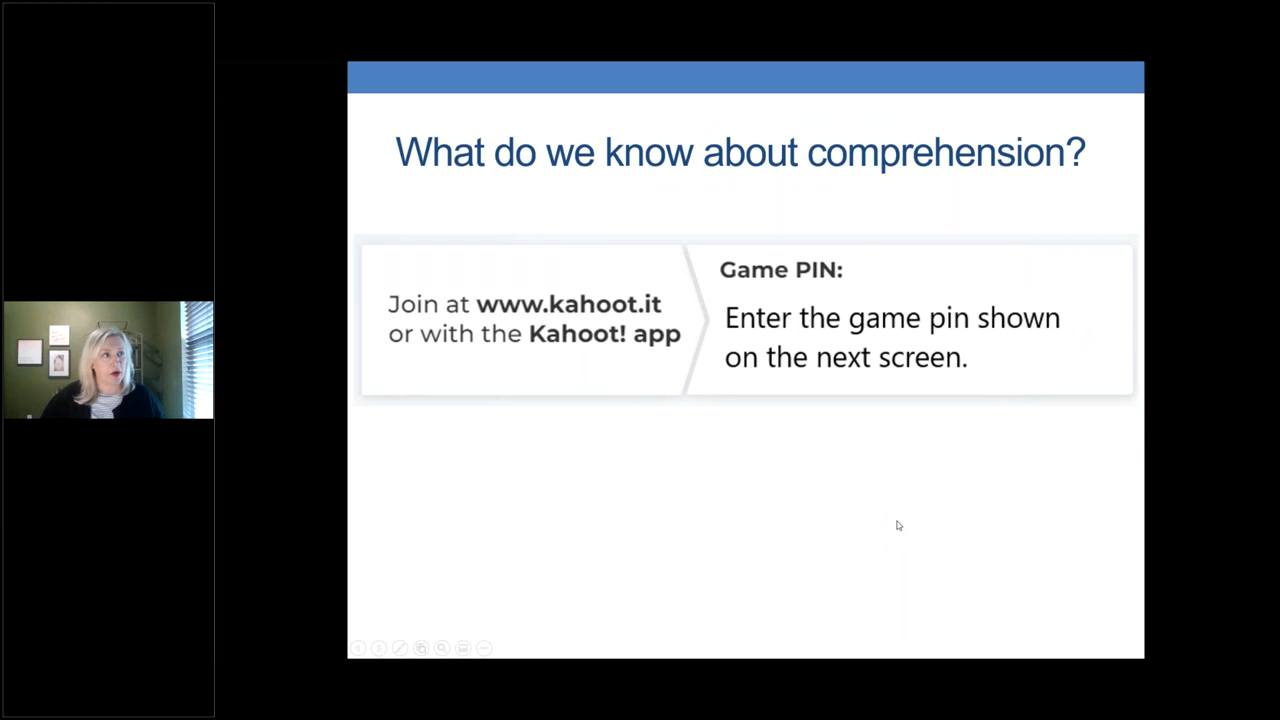 What do we know about comprehension?
Join at www.kahoot.it
or with the Kahoot! app
Game PIN:
Enter the game pin shown
on the next screen.